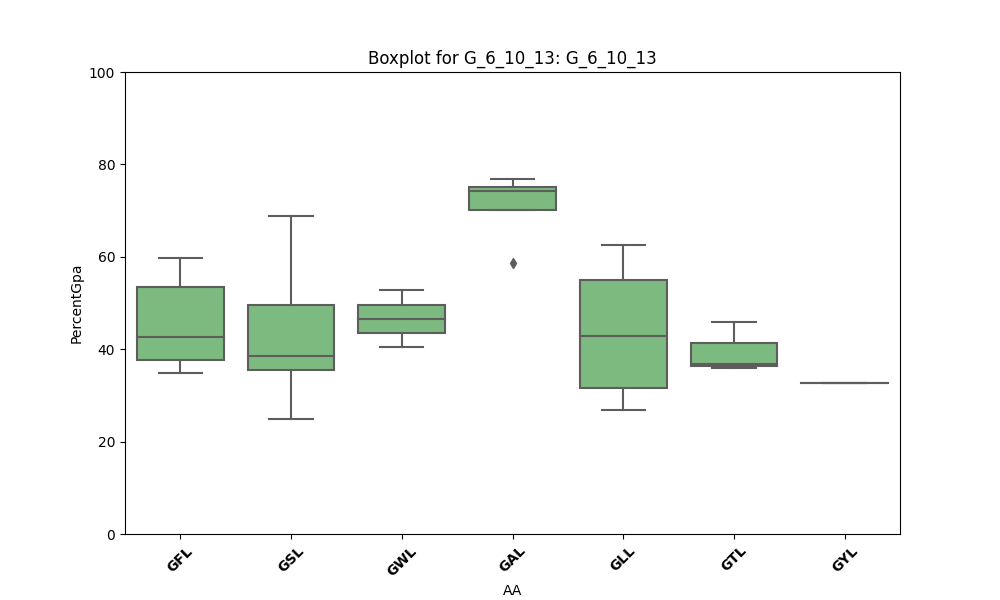 Boxplot for G_6_10_13: G_6_10_13
100
80
60
40
20
0
PercentGpa
GFL
GSL
GWL
GAL
GLL
GTL
GYL
AA